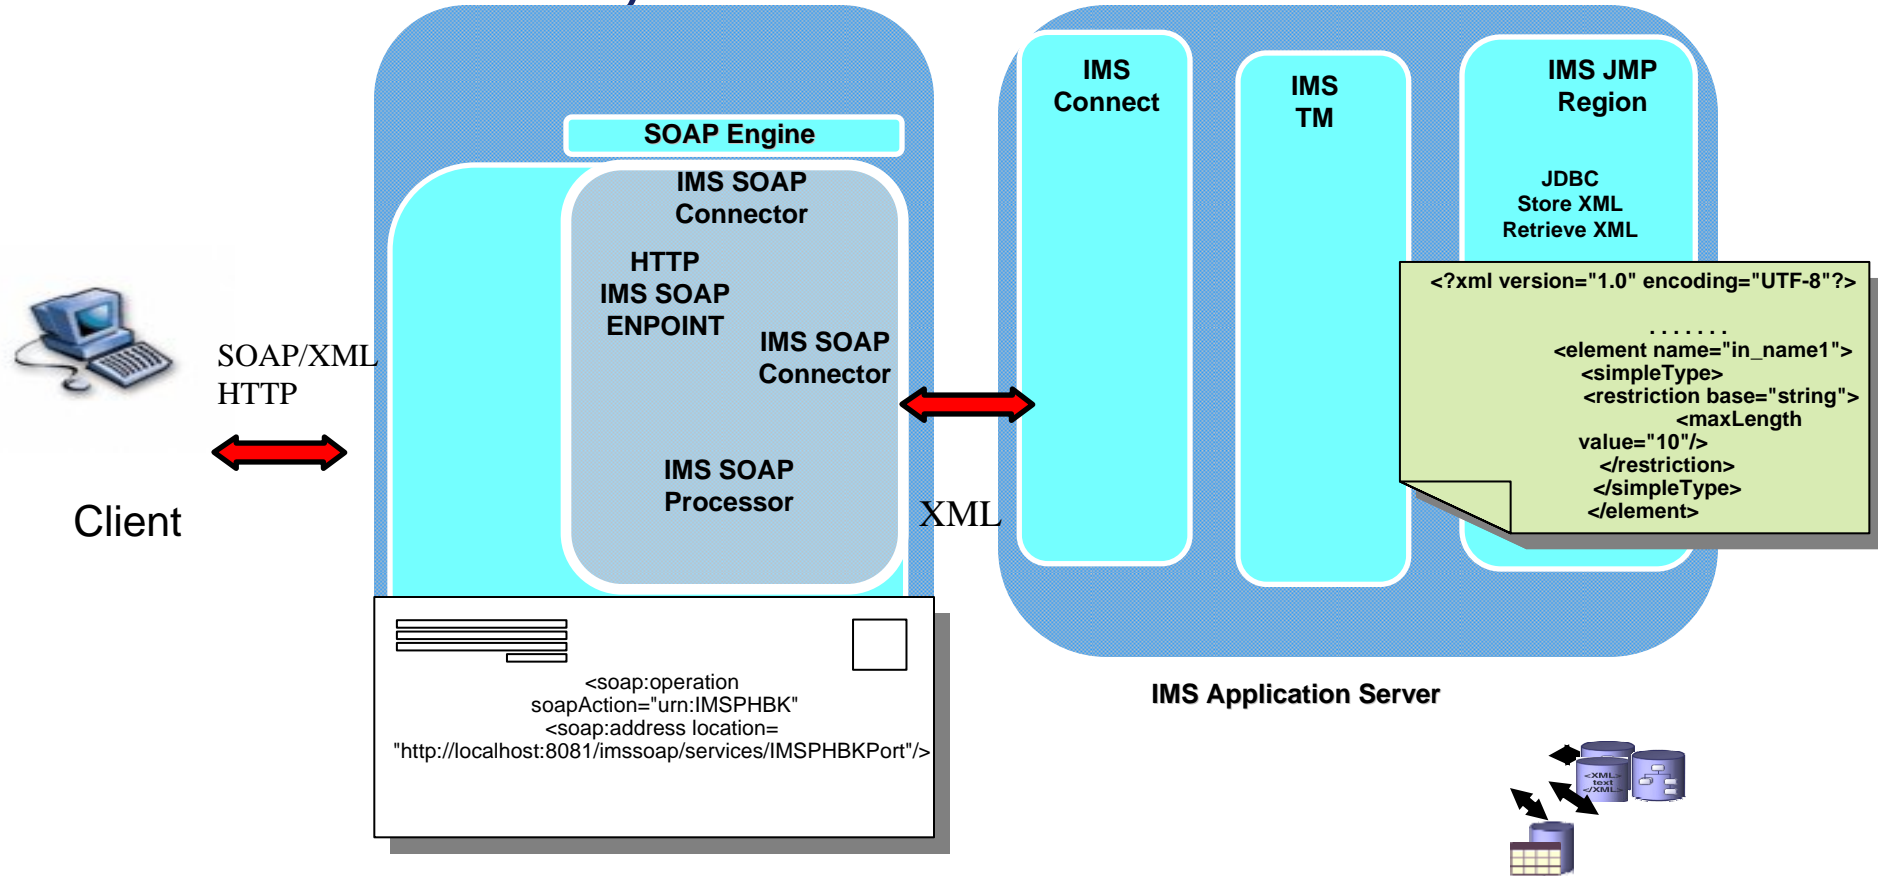 SOAP Engine
IMS SOAP
Connector
HTTP
IMS SOAP
ENPOINT
IMS SOAP
Connector
IMS SOAP
Processor
SOAP/XML
HTTP
Client
XML
<soap:operation
soapAction="urn:IMSPHBK"
<soap:address location=
"http://localhost:8081/imssoap/services/IMSPHBKPort"/>
IMS
Connect
IMS
TM
IMS JMP
Region
JDBC
Store XML
Retrieve XML
<?xml version="1.0" encoding="UTF-8"?>
. . . . . . .
<element name="in_name1">
<simpleType>
<restriction base="string">
<maxLength
value="10"/>
</restriction>
</simpleType>
</element>
IMS Application Server
<XML>
text
</XML>